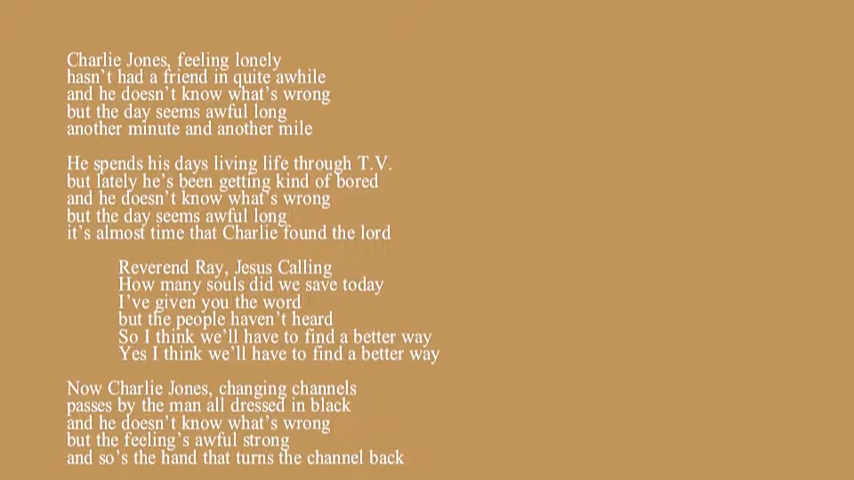 Charlie Jones, feeling lonely
hasn't had a friend in quite awhile
and he doesn't know what's wrong
but the day seems awful long
another minute and another mile
He spends his days living life through T.V.
but lately he's been getting kind of bored
and he doesn't know what's wrong
but the day seems awful long
it's almost time that Charlie found the lord
Reverend Ray, Jesus Calling
How many souls did we save today
I've given you the word
but the people haven't heard
So I think we'll have to find a better way
Yes I think we'll have to find a better way
Now Charlie Jones, changing channels
passes by the man all dressed in black
and he doesn't know what's wrong
but the feeling's awful strong
and so's the hand that turns the channel back